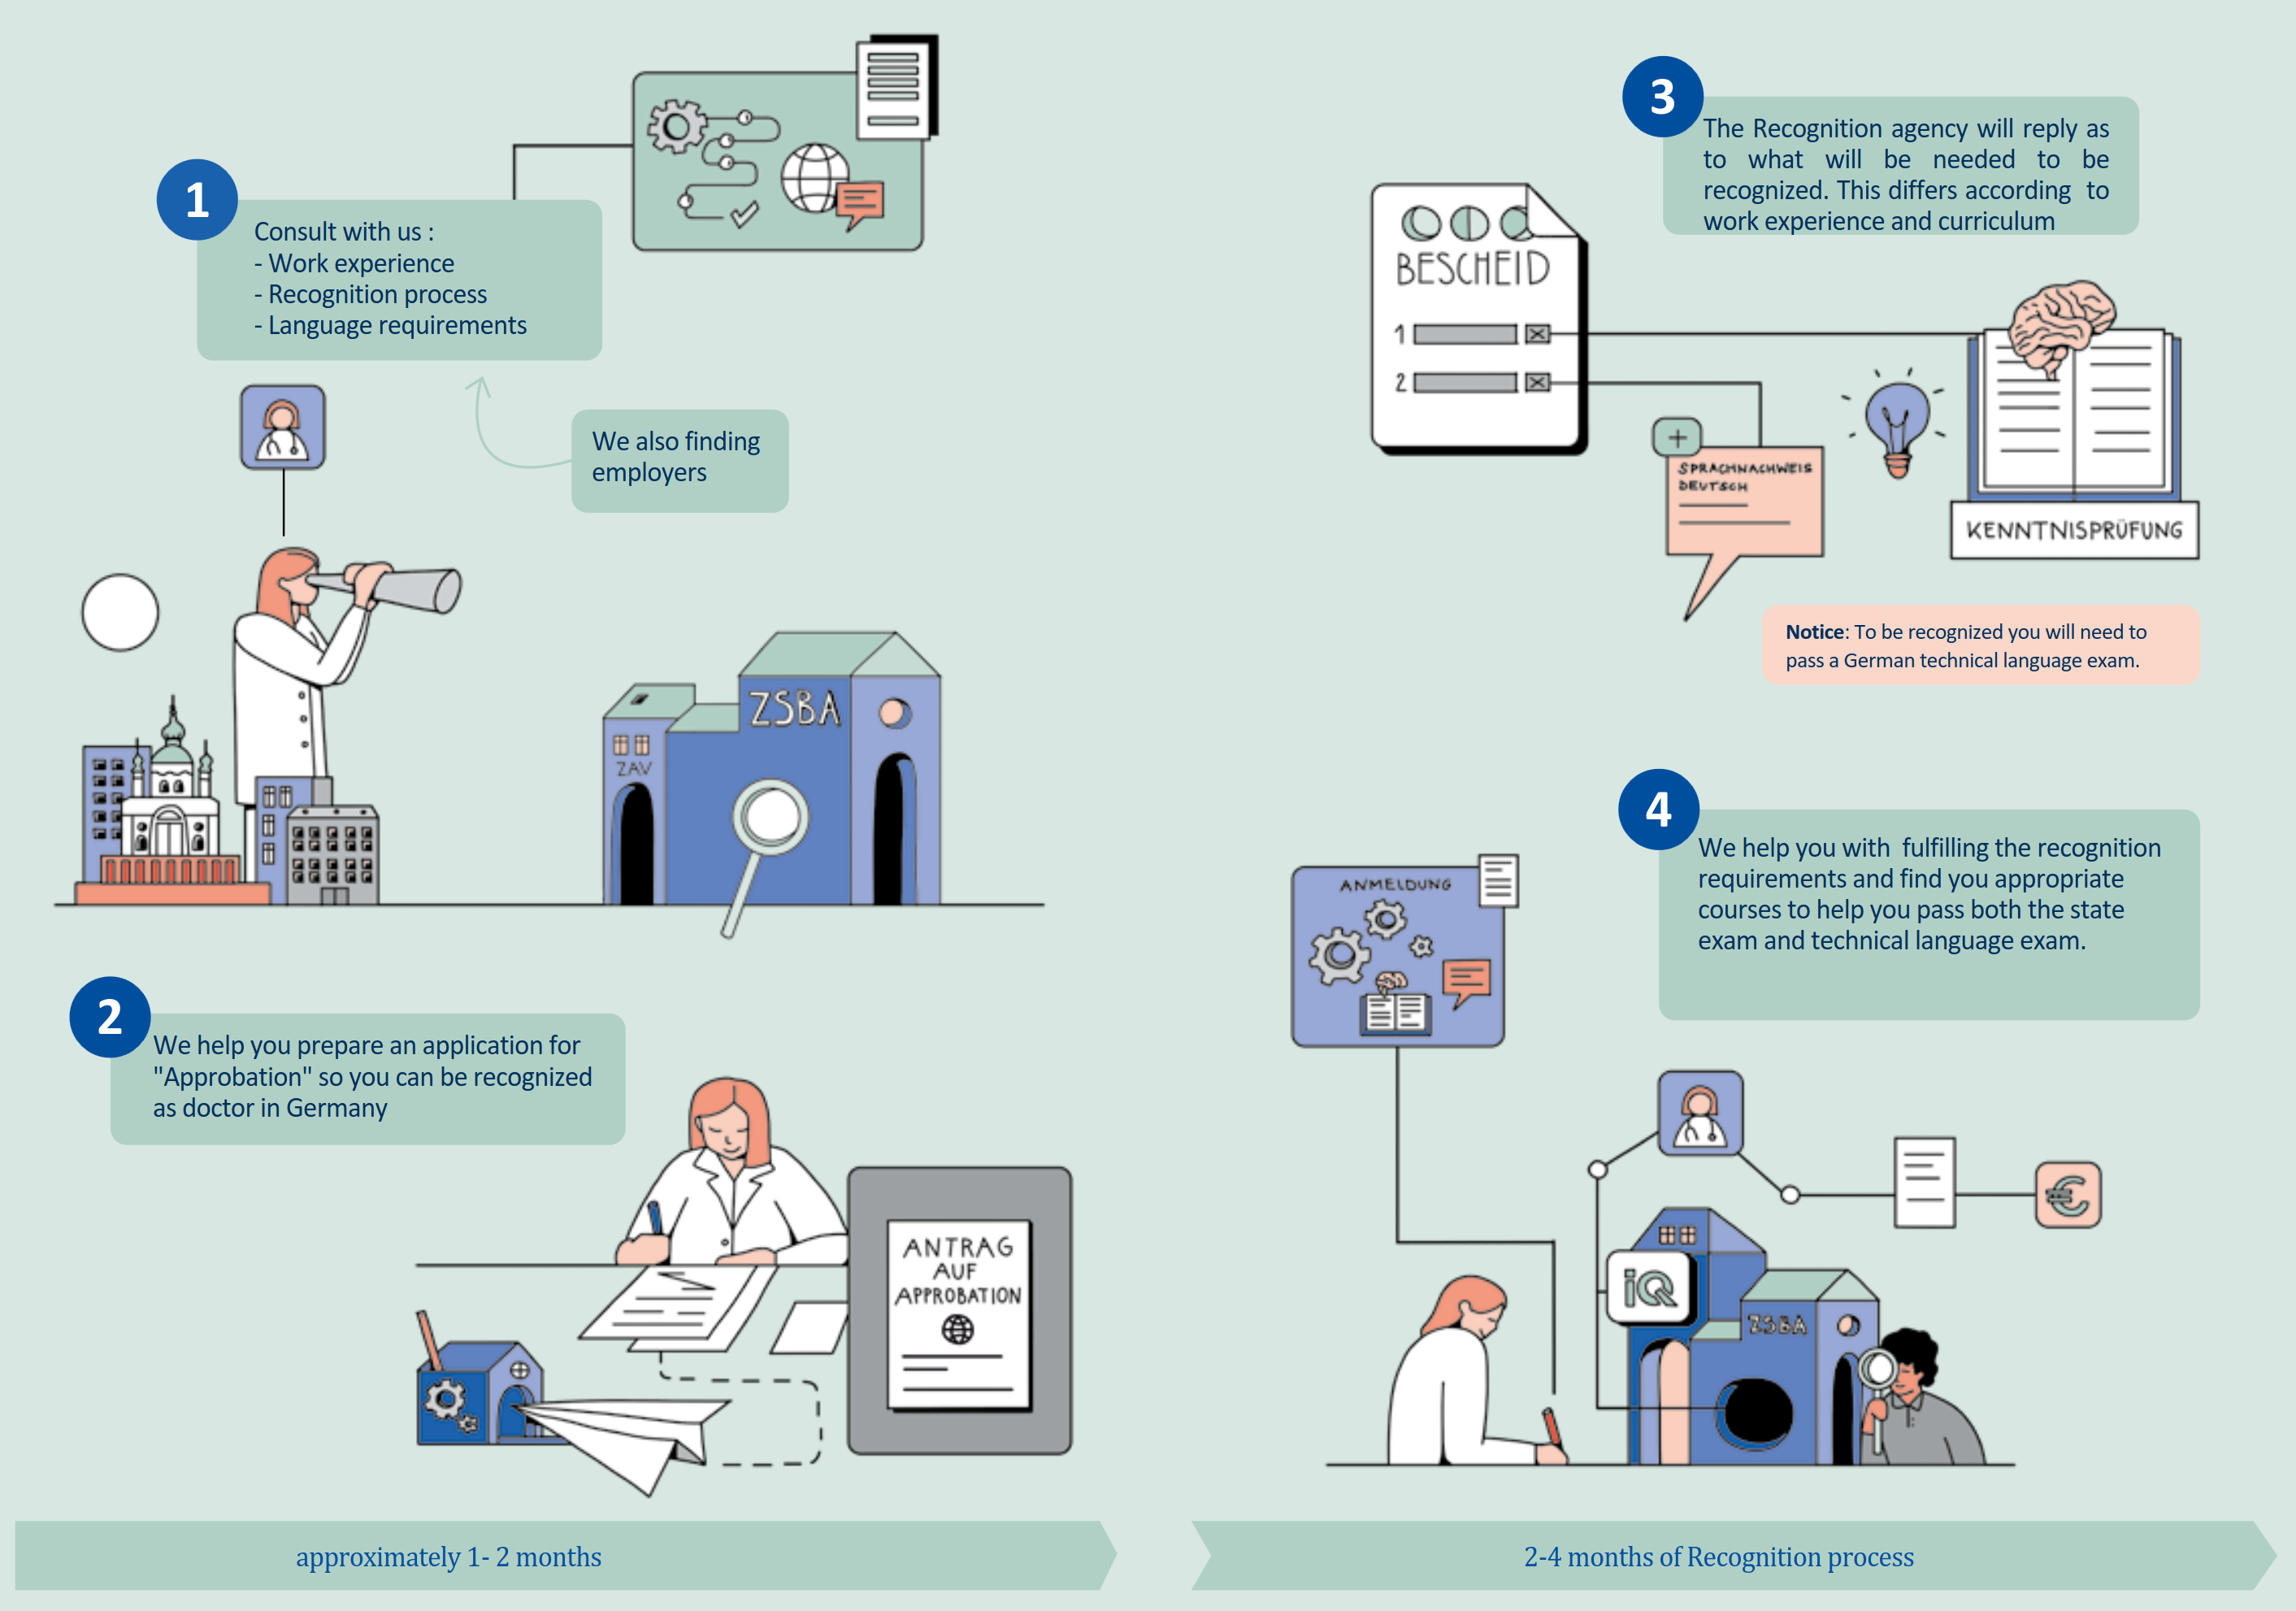 1
Consult with us :
- Work experience
- Recognition process
- Language requirements
We also finding
employers
ZSBA
ZAV
2
We help you prepare an application for
"Approbation" so you can be recognized
as doctor in Germany
ANTRAG
AUF
APPROBATION
approximately 1- 2 months
3
The Recognition agency will reply as
to what will be needed to be
recognized. This differs according to
work experience and curriculum
BESCHEID
1
2
SPRACHNACHWEIS
DEUTSCH
KENNTNISPRÜFUNG
Notice: To be recognized you will need to
pass a German technical language exam.
4
We help you with fulfilling the recognition
requirements and find you appropriate
courses to help you pass both the state
exam and technical language exam.
ANMELDUNG
€
iQ
ZSBA
2-4 months of Recognition process